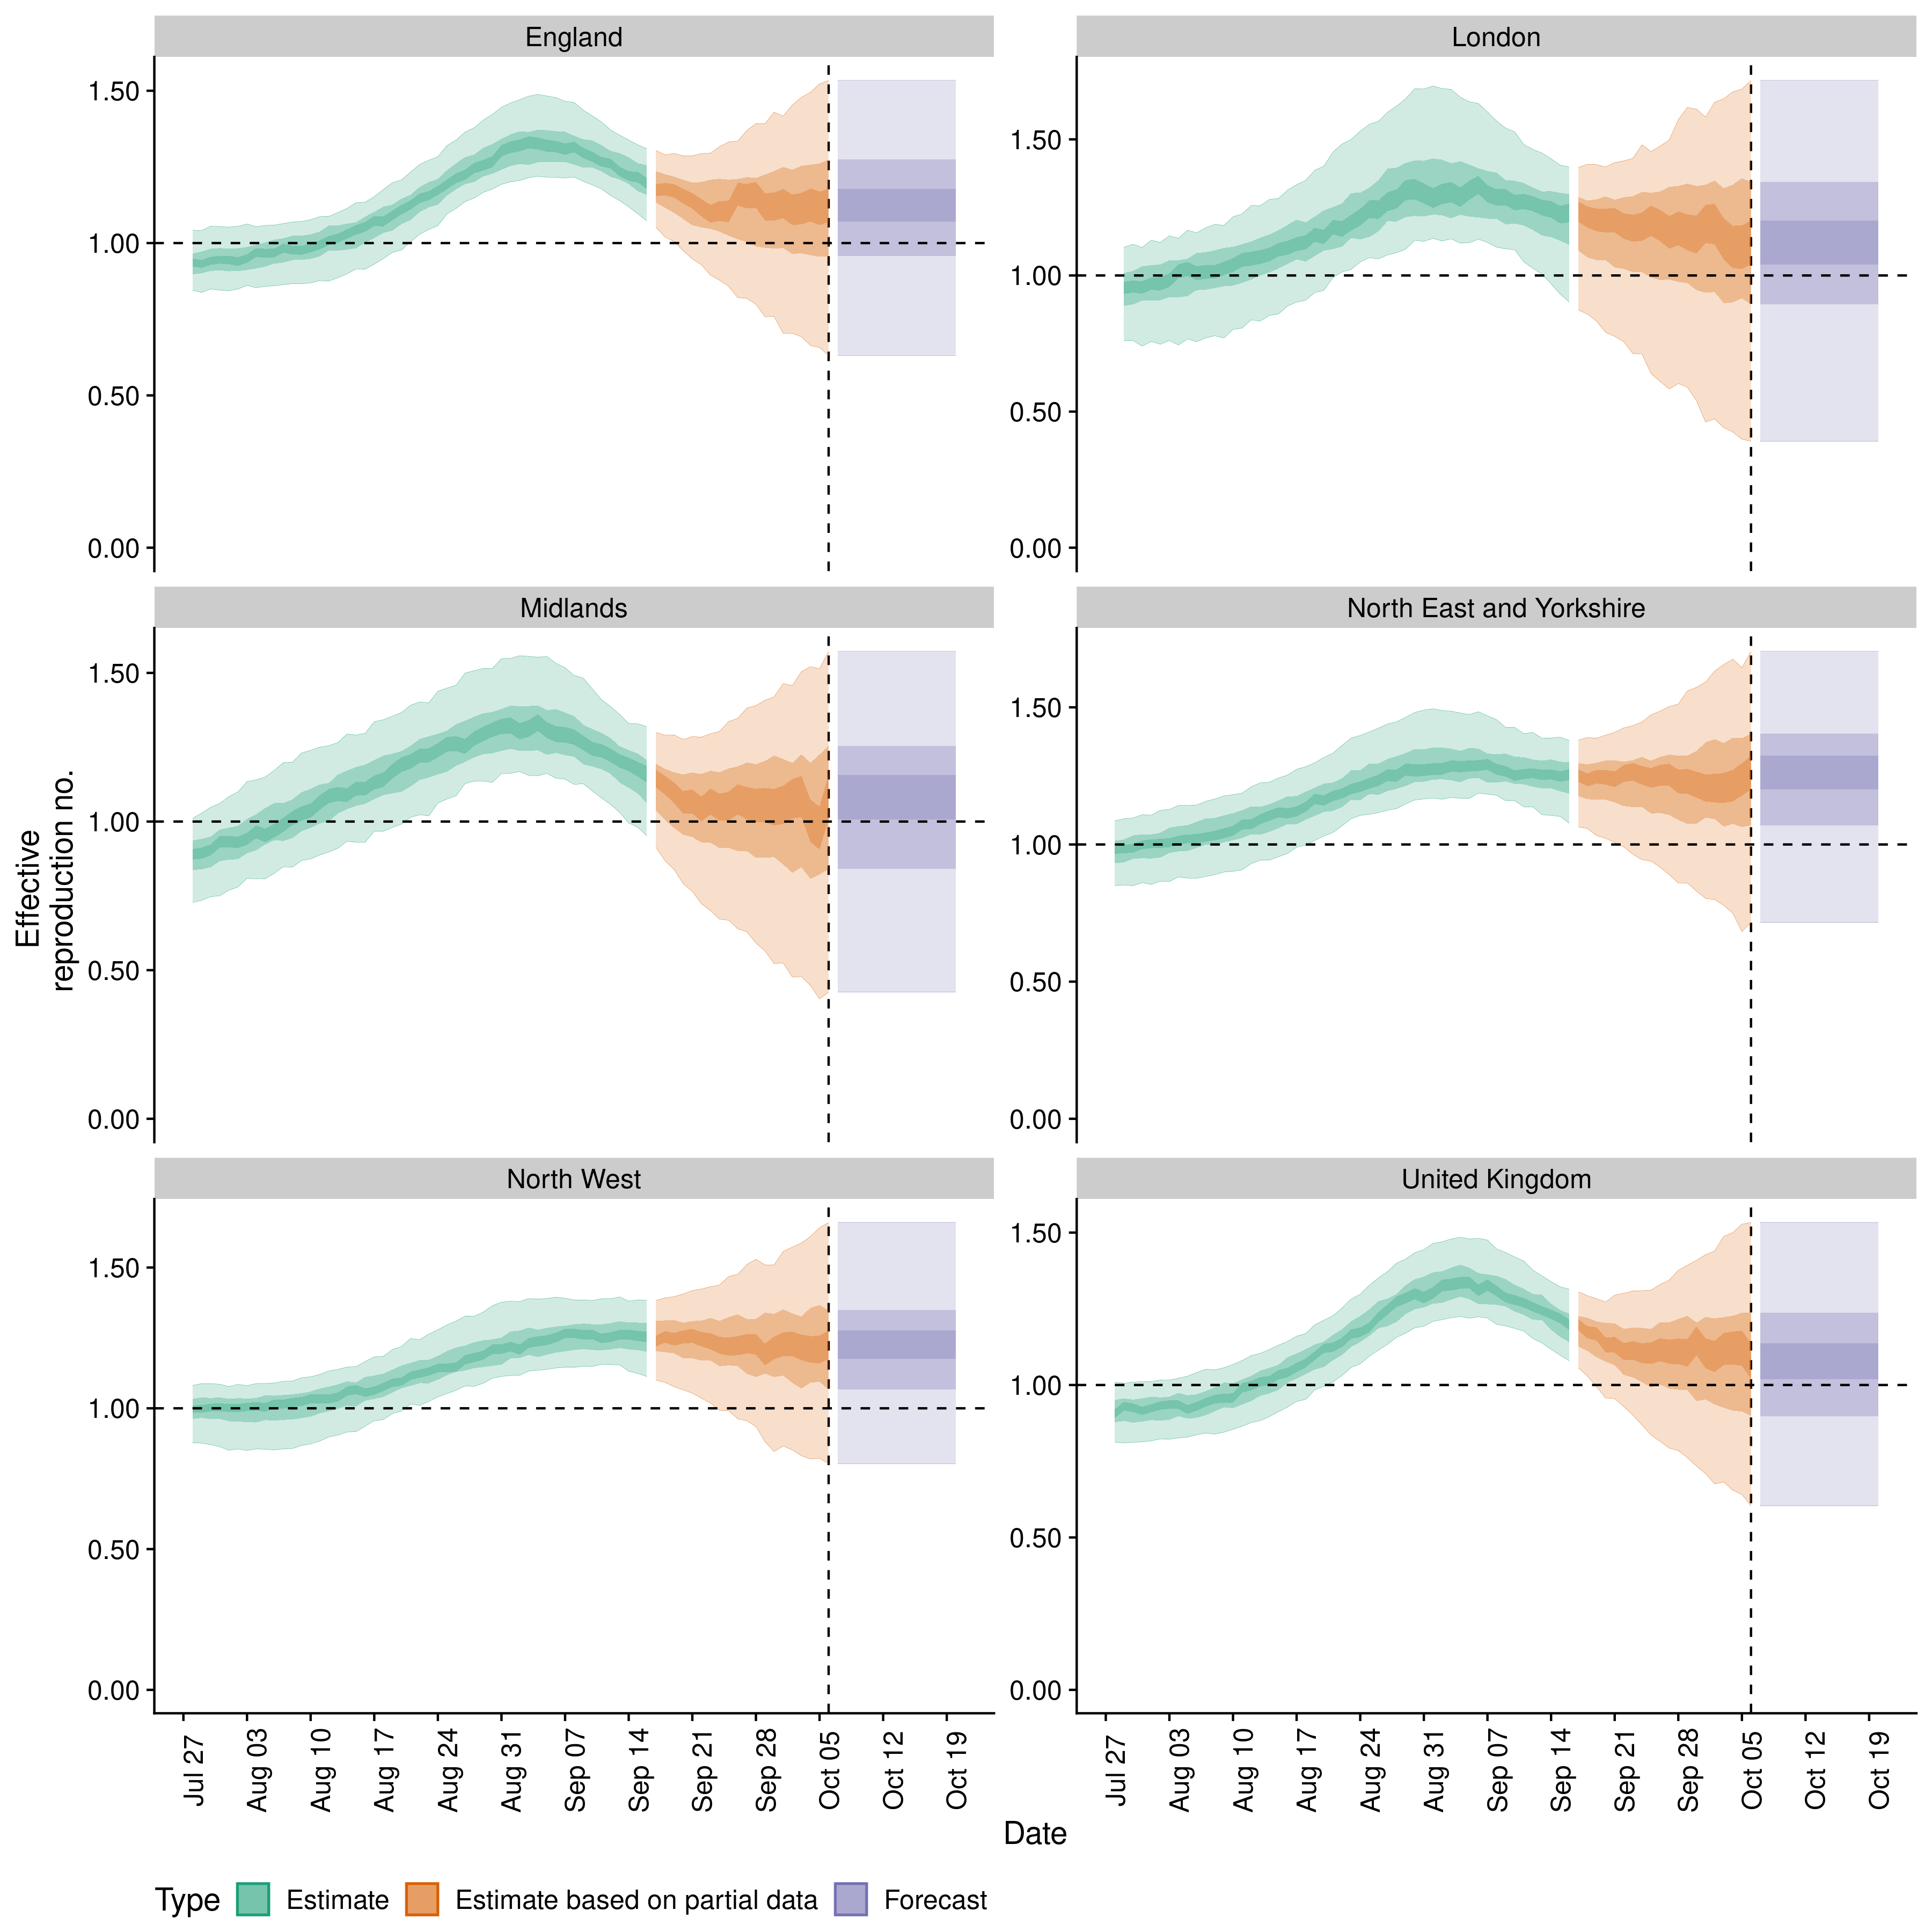 England
London
1.50
1.00
0.50
0.00
1.50
1.00
0.50
0.00
Midlands
North East and Yorkshire
1.50
1.00
0.50
0.00
1.50
1.00
0.50
0.00
Effective
reproduction no.
North West
United Kingdom
1.50
1.00
0.50
0.00
1.50
1.00
0.50
0.00
Jul 27
Aug 03
Aug 10
Aug 17
Aug 24
Aug 31
Sep 07
Sep 14
Sep 21
Sep 28
Oct 05
Oct 12
Oct 19
Jul 27
Aug 03
Aug 10
Aug 17
Aug 24
Aug 31
Sep 07
Sep 14
Sep 21
Sep 28
Oct 05
Oct 12
Oct 19
Date
Type Estimate Estimate based on partial data Forecast